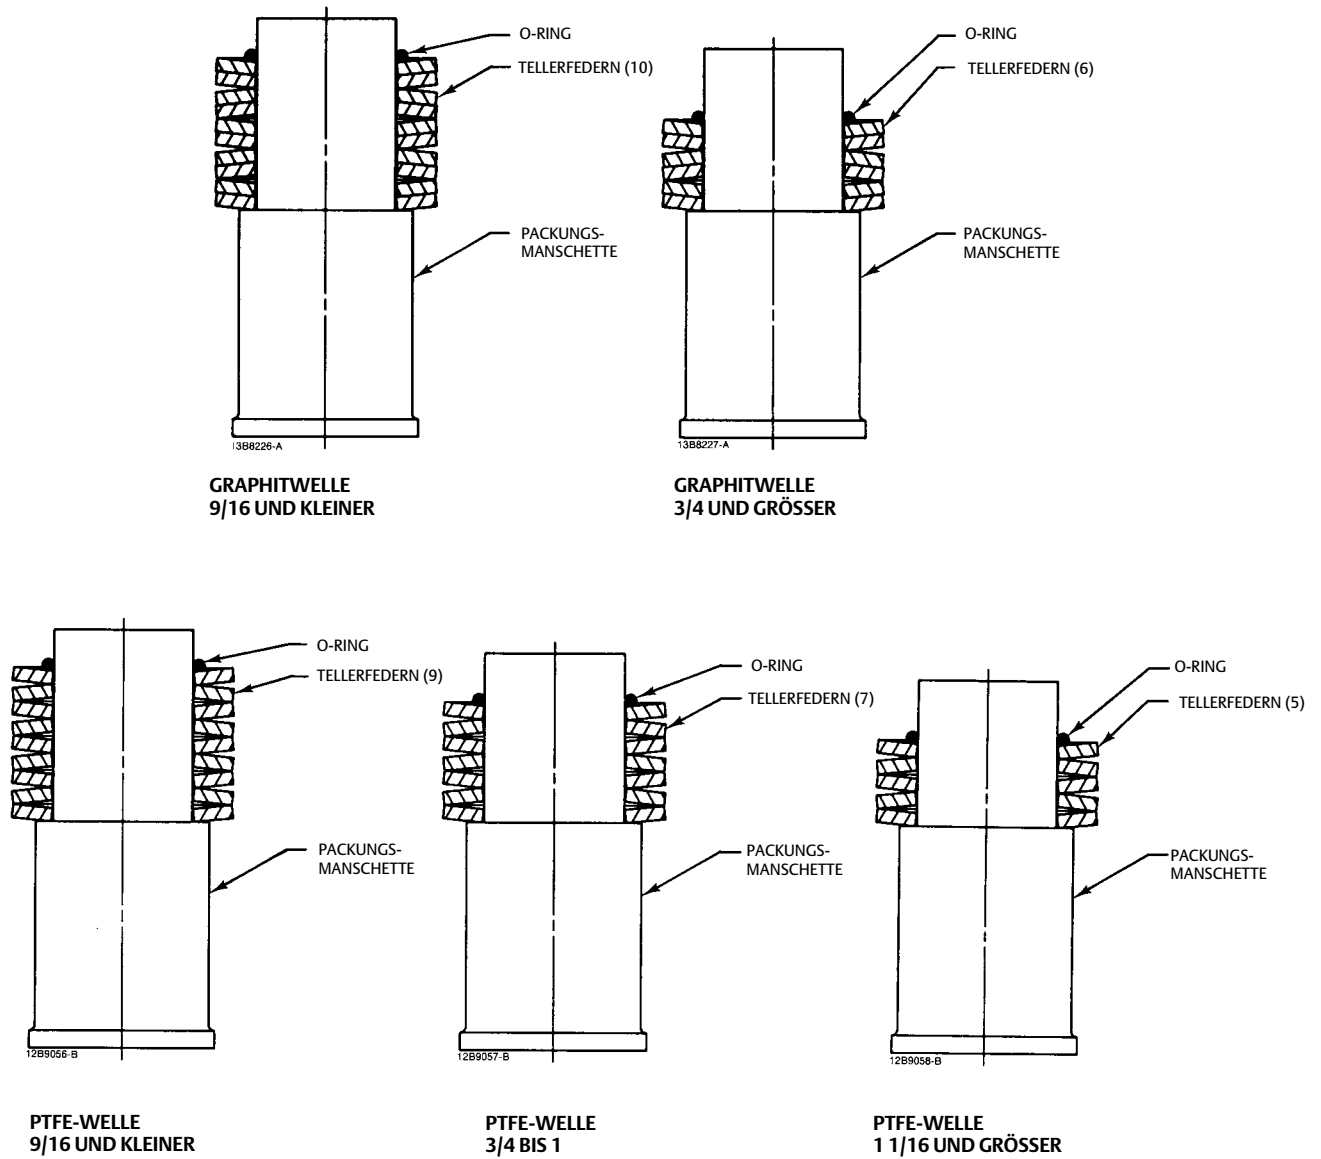 O-RING
TELLERFEDERN (10)
PACKUNGS-
MANSCHETTE
13B8226-A
GRAPHITWELLE
9/16 UND KLEINER
O-RING
TELLERFEDERN (6)
PACKUNGS-
MANSCHETTE
13B8227-A
GRAPHITWELLE
3/4 UND GRÖSSER
O-RING
TELLERFEDERN (9)
PACKUNGS-
MANSCHETTE
12B9056-B
PTFE-WELLE
9/16 UND KLEINER
O-RING
TELLERFEDERN (7)
PACKUNGS-
MANSCHETTE
12B9057-B
PTFE-WELLE
3/4 BIS 1
O-RING
TELLERFEDERN (5)
PACKUNGS-
MANSCHETTE
12B9058-B
PTFE-WELLE
1 1/16 UND GRÖSSER